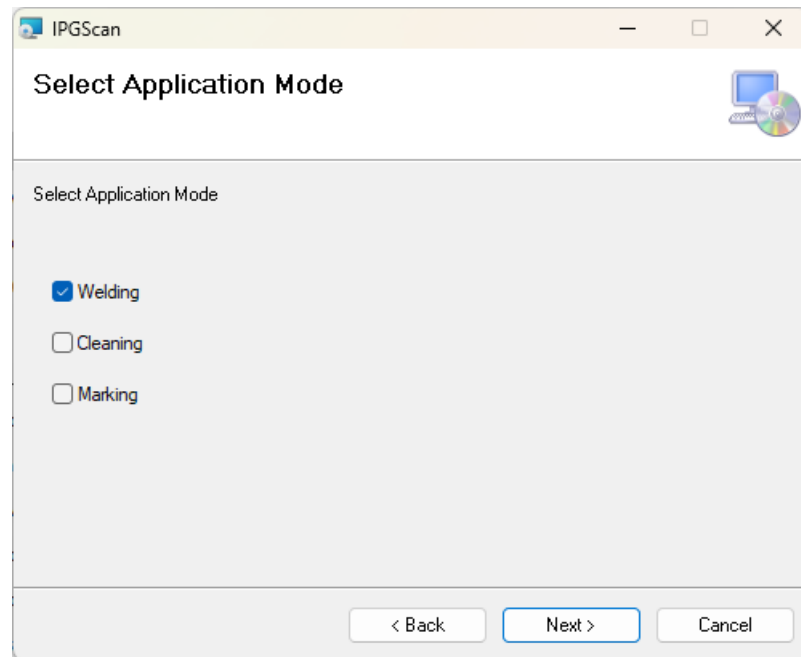 IPGScan
Select Application Mode
Select Application Mode
Welding
Cleaning
Marking
< Back Next > Cancel